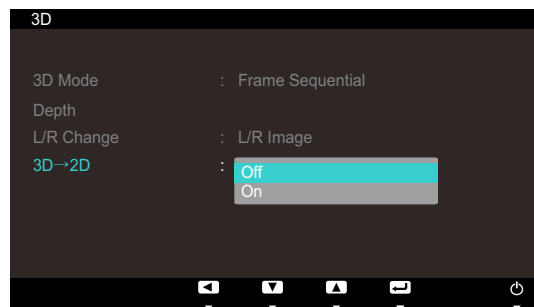 3D
3D Mode : Frame Sequential
Depth
L/R Change : L/R Image
3D→2D : Off
On